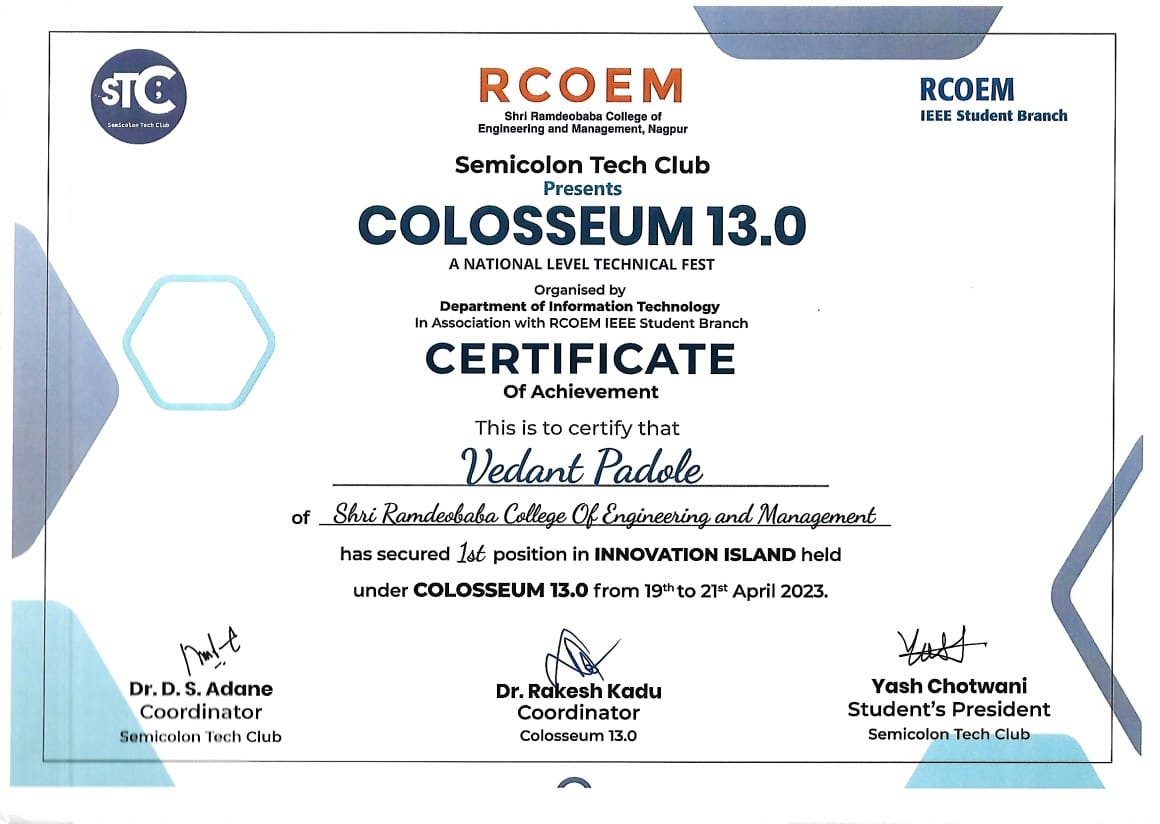 STC;
Semicolon Tech Club
RCOEM
Shri Ramdeobaba College of
Engineering and Management, Nagpur
RCOEM
IEEE Student Branch
Semicolon Tech Club
Presents
COLOSSEUM 13.0
A NATIONAL LEVEL TECHNICAL FEST
Organised by
Department of Information Technology
In Association with RCOEM IEEE Student Branch
CERTIFICATE
Of Achievement
This is to certify that
Vedant Padole
of Shri Ramdeobaba College Of Engineering and Management
has secured 1st position in INNOVATION ISLAND held
under COLOSSEUM 13.0 from 19th to 21st April 2023.
Yash
Dr. D. S. Adane
Coordinator
Semicolon Tech Club
Dr. Rakesh Kadu
Coordinator
Colosseum 13.0
Yash Chotwani
Student's President
Semicolon Tech Club